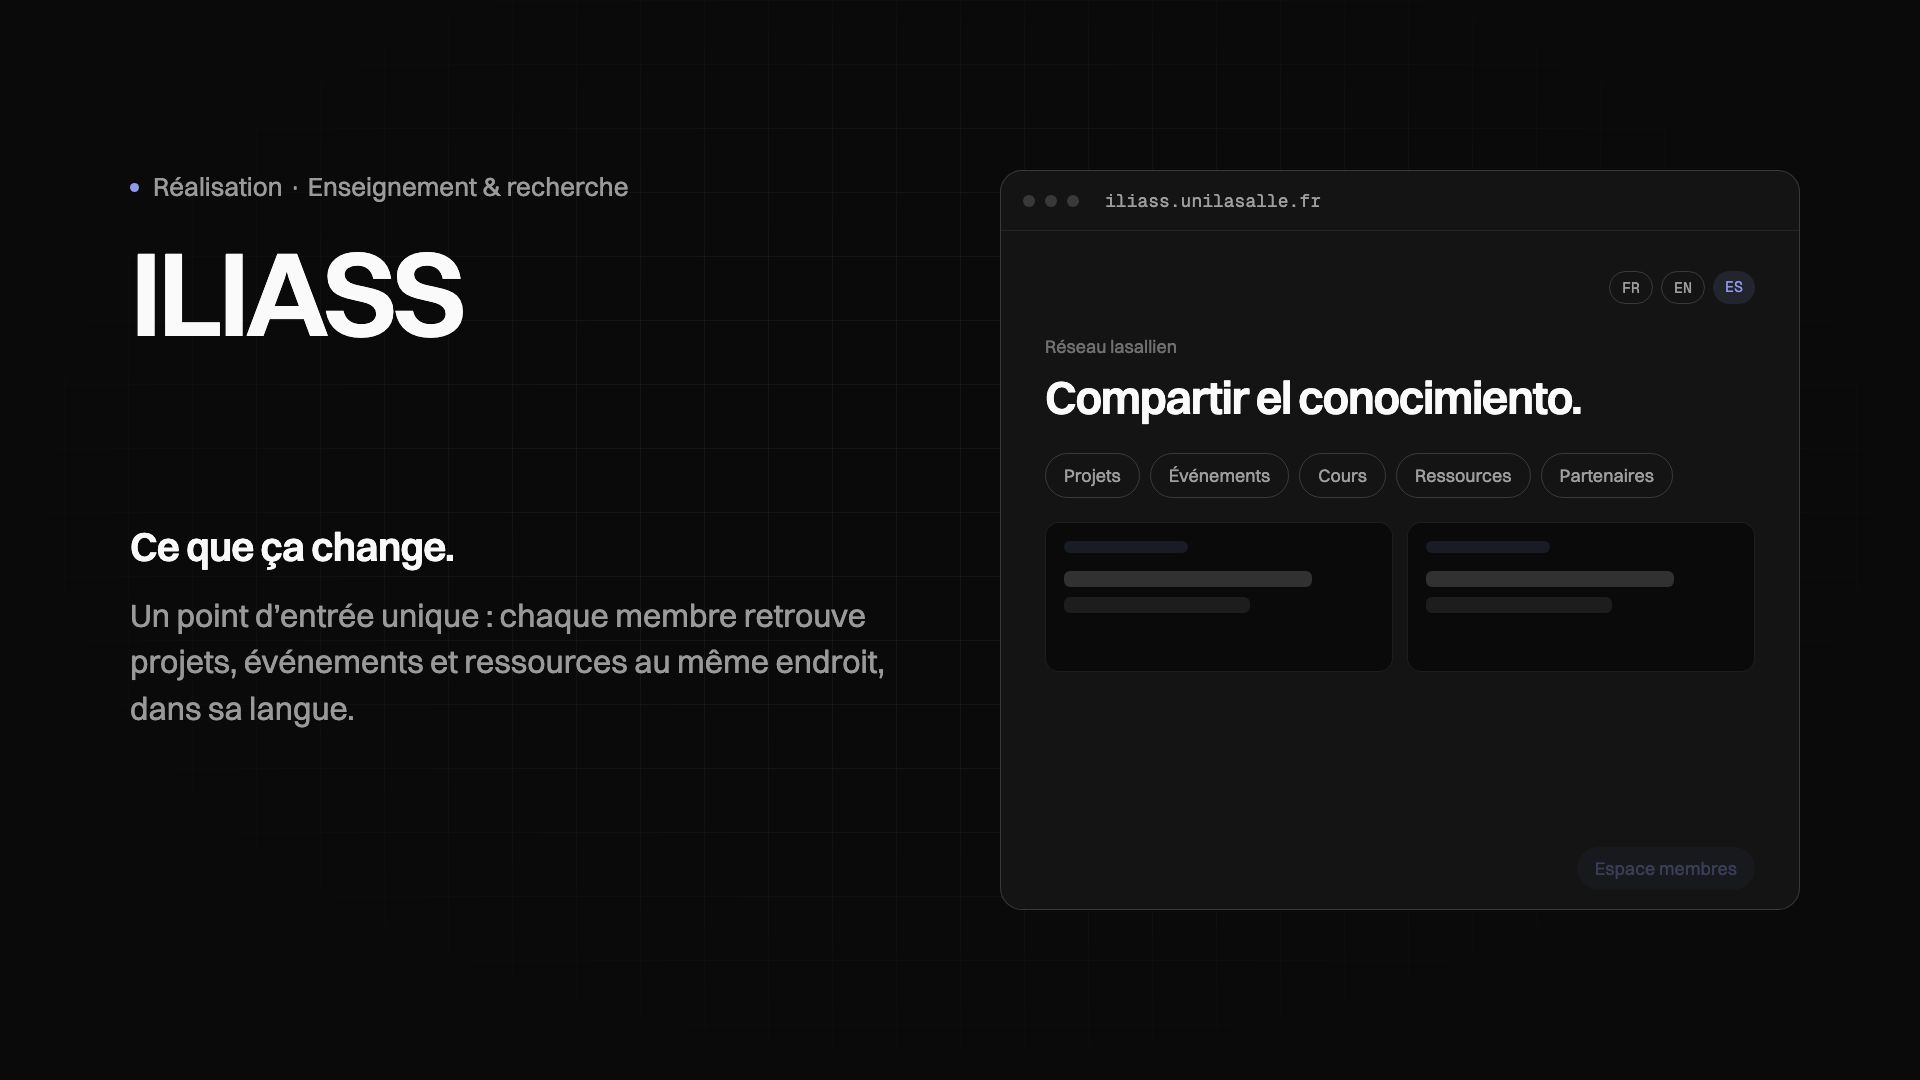 Réalisation · Enseignement & recherche
ILIASS
Ce que ça change.
Un point d’entrée unique : chaque membre retrouve
projets, événements et ressources au même endroit,
dans sa langue.
iliass.unilasalle.fr
FR EN ES
Réseau lasallien
Compartir el conocimiento.
Projets Événements Cours Ressources Partenaires
Espace membres